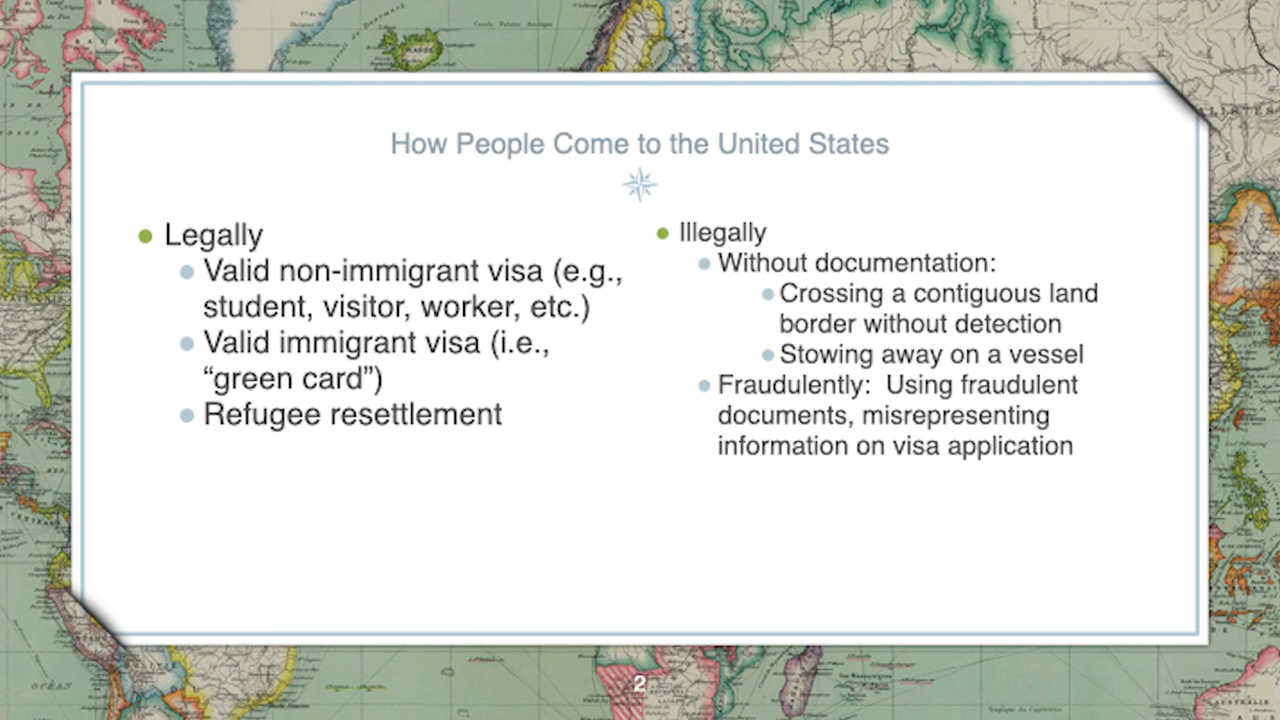 How People Come to the United States
Legally
Valid non-immigrant visa (e.g.,
student, visitor, worker, etc.)
Valid immigrant visa (i.e.,
“green card”)
Refugee resettlement
Illegally
Without documentation:
Crossing a contiguous land
border without detection
Stowing away on a vessel
Fraudulently:  Using fraudulent
documents, misrepresenting
information on visa application
2